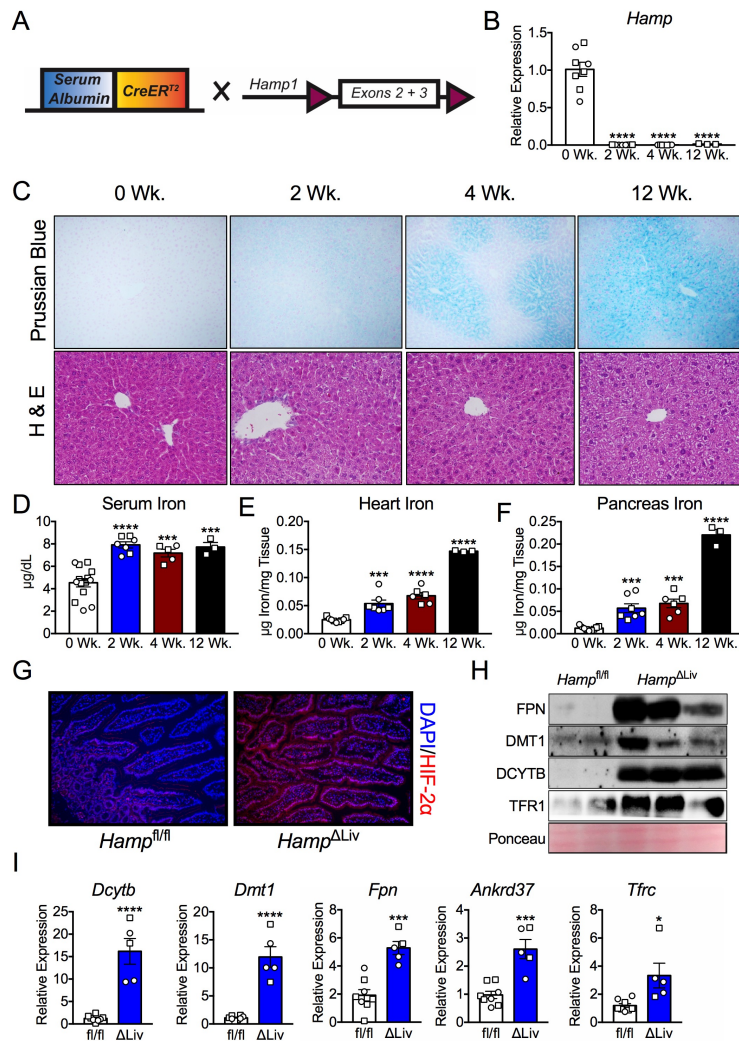 A
Serum
Albumin
CreER^T2
X
Hamp1
Exons 2 + 3
B
Hamp
Relative Expression
1.5
1.0
0.5
0.0
**** **** ****
0 Wk. 2 Wk. 4 Wk. 12 Wk.
C
0 Wk. 2 Wk. 4 Wk. 12 Wk.
Prussian Blue
H & E
D
Serum Iron
µg/dL
10
8
6
4
2
0
**** *** ***
0 Wk. 2 Wk. 4 Wk. 12 Wk.
E
Heart Iron
µg Iron/mg Tissue
0.20
0.15
0.10
0.05
0.00
*** **** ****
0 Wk. 2 Wk. 4 Wk. 12 Wk.
F
Pancreas Iron
µg Iron/mg Tissue
0.25
0.20
0.15
0.10
0.05
0.00
*** *** ****
0 Wk. 2 Wk. 4 Wk. 12 Wk.
G
DAPI/HIF-2α
Hamp^fl/fl Hamp^ΔLiv
H
Hamp^fl/fl Hamp^ΔLiv
FPN
DMT1
DCYTB
TFR1
Ponceau
I
Dcytb
Relative Expression
25
20
15
10
5
0
****
fl/fl ΔLiv
Dmt1
Relative Expression
20
15
10
5
0
****
fl/fl ΔLiv
Fpn
Relative Expression
8
6
4
2
0
***
fl/fl ΔLiv
Ankrd37
Relative Expression
4
3
2
1
0
***
fl/fl ΔLiv
Tfrc
Relative Expression
8
6
4
2
0
*
fl/fl ΔLiv